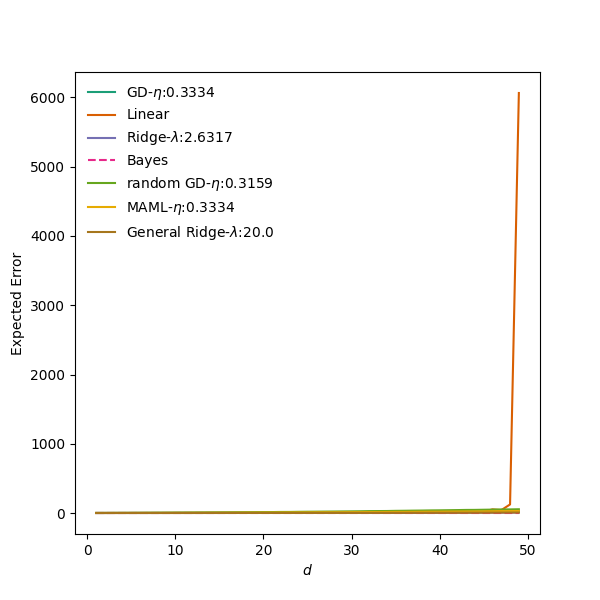 6000
5000
4000
3000
2000
1000
0
Expected Error
GD-η:0.3334
Linear
Ridge-λ:2.6317
Bayes
random GD-η:0.3159
MAML-η:0.3334
General Ridge-λ:20.0
0 10 20 30 40 50
d